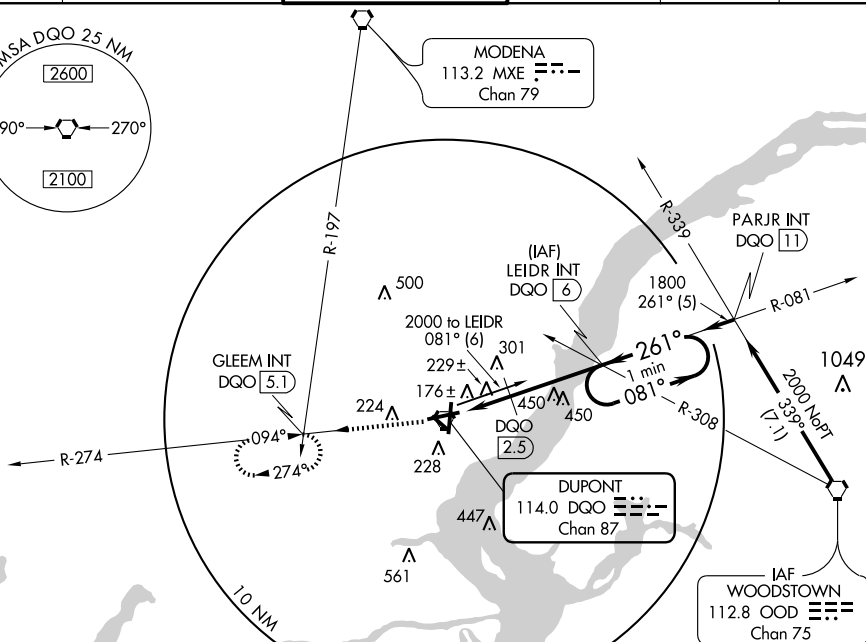 MSA DQO 25 NM
2600
90°
270°
2100
MODENA
113.2 MXE
Chan 79
R-197
R-339
PARJR INT
DQO 11
(IAF)
LEIDR INT
DQO 6
1800
261° (5)
R-081
500
2000 to LEIDR
081° (6)
301
229±
176±
261°
1 min
081°
1049
2000 NoPT
339°
(7.1)
GLEEM INT
DQO 5.1
224
450
450
R-308
DQO
2.5
094°
R-274
274°
228
DUPONT
114.0 DQO
Chan 87
447
561
10 NM
IAF
WOODSTOWN
112.8 OOD
Chan 75